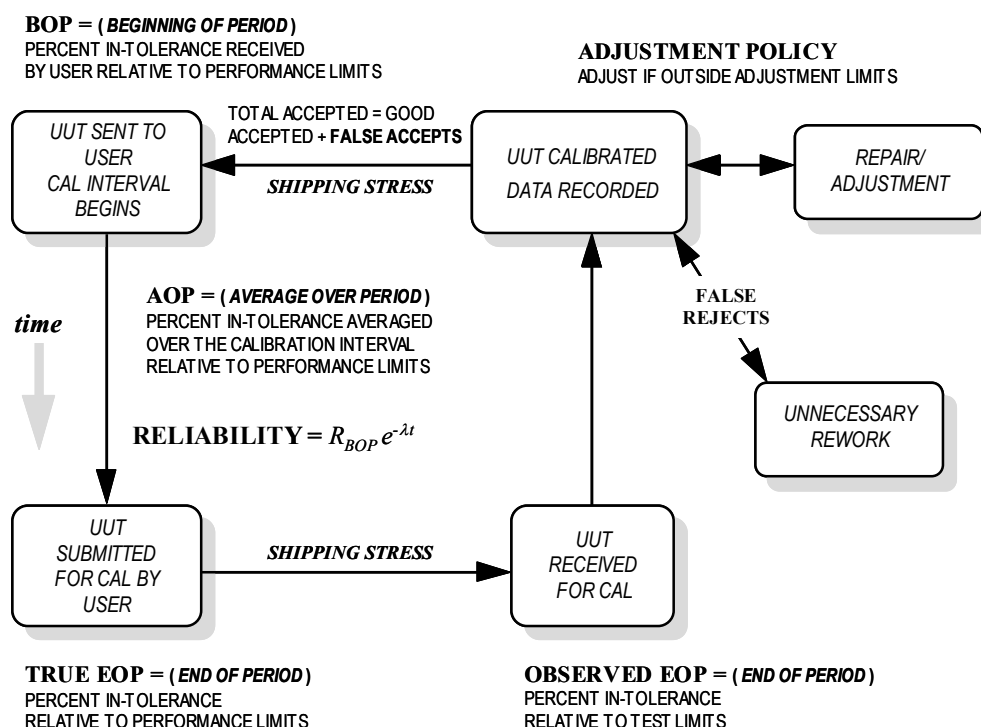 BOP = ( BEGINNING OF PERIOD )
PERCENT IN-TOLERANCE RECEIVED
BY USER RELATIVE TO PERFORMANCE LIMITS
ADJUSTMENT POLICY
ADJUST IF OUTSIDE ADJUSTMENT LIMITS
UUT SENT TO
USER
CAL INTERVAL
BEGINS
TOTAL ACCEPTED = GOOD
ACCEPTED + FALSE ACCEPTS
SHIPPING STRESS
UUT CALIBRATED
DATA RECORDED
REPAIR/
ADJUSTMENT
AOP = ( AVERAGE OVER PERIOD )
PERCENT IN-TOLERANCE AVERAGED
OVER THE CALIBRATION INTERVAL
RELATIVE TO PERFORMANCE LIMITS
time
FALSE
REJECTS
UNNECESSARY
REWORK
RELIABILITY = R_BOP e^-λt
UUT
SUBMITTED
FOR CAL BY
USER
SHIPPING STRESS
UUT
RECEIVED
FOR CAL
TRUE EOP = ( END OF PERIOD )
PERCENT IN-TOLERANCE
RELATIVE TO PERFORMANCE LIMITS
OBSERVED EOP = ( END OF PERIOD )
PERCENT IN-TOLERANCE
RELATIVE TO TEST LIMITS